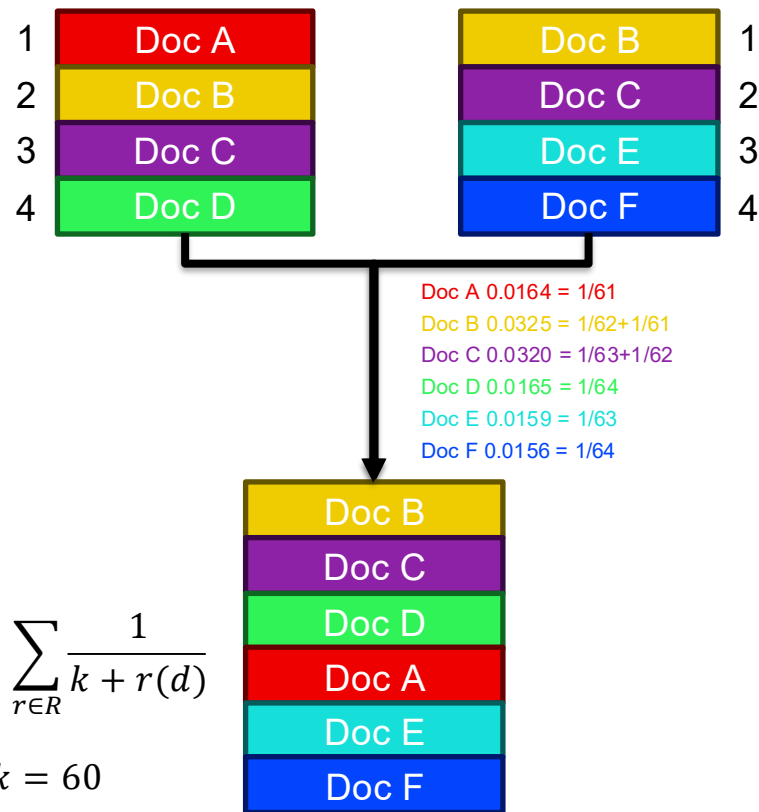 1 Doc A
2 Doc B
3 Doc C
4 Doc D
Doc B 1
Doc C 2
Doc E 3
Doc F 4
Doc A 0.0164 = 1/61
Doc B 0.0325 = 1/62+1/61
Doc C 0.0320 = 1/63+1/62
Doc D 0.0165 = 1/64
Doc E 0.0159 = 1/63
Doc F 0.0156 = 1/64
Doc B
Doc C
Doc D
Doc A
Doc E
Doc F
∑ r∈R 1 / (k + r(d))
k = 60